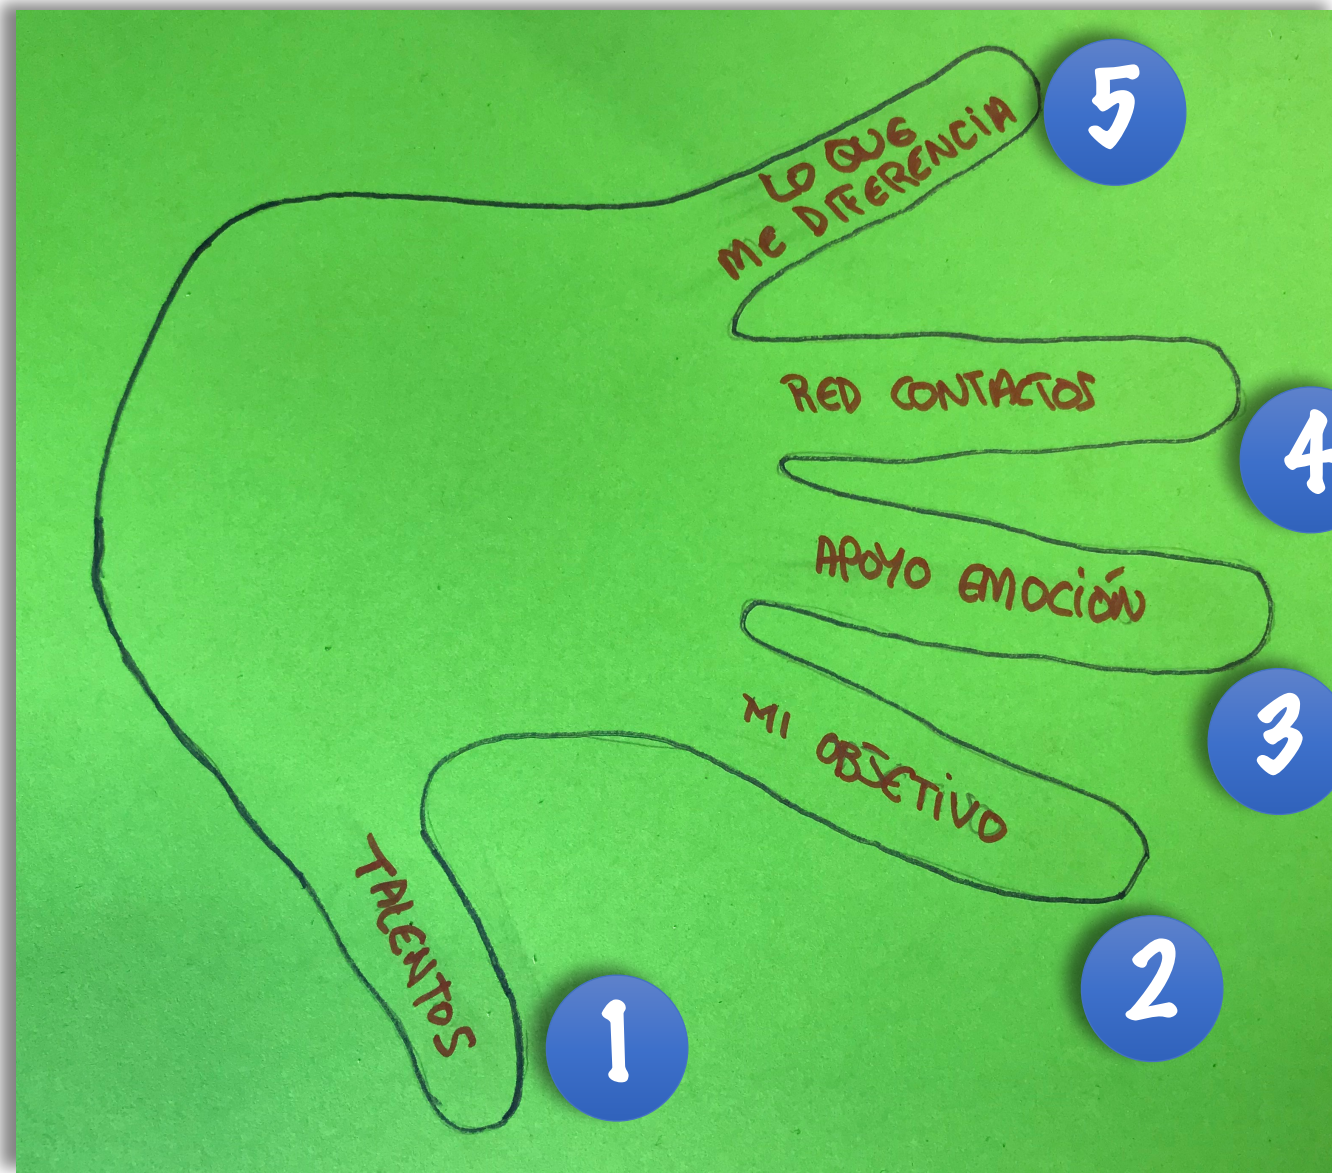 5
LO QUE
ME DIFERENCIA
RED CONTACTOS
4
APOYO EMOCIÓN
3
MI OBJETIVO
2
TALENTOS
1